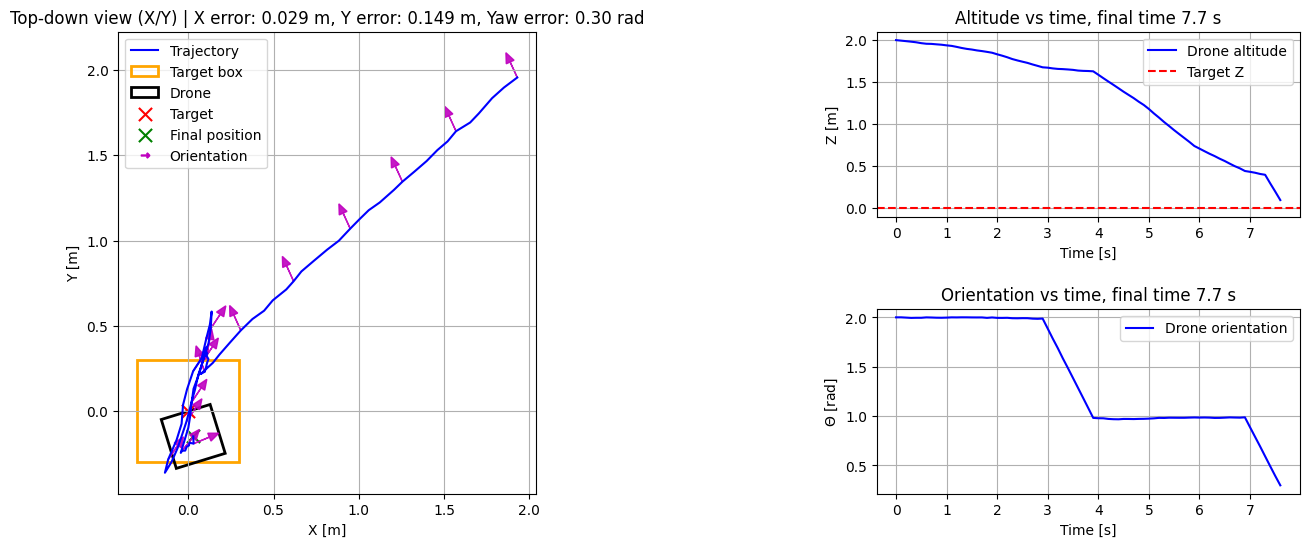 Top-down view (X/Y) | X error: 0.029 m, Y error: 0.149 m, Yaw error: 0.30 rad
Trajectory
Target box
Drone
Target
Final position
Orientation
2.0
1.5
1.0
0.5
0.0
Y [m]
0.0 0.5 1.0 1.5 2.0
X [m]
Altitude vs time, final time 7.7 s
Drone altitude
Target Z
2.0
1.5
1.0
0.5
0.0
Z [m]
0 1 2 3 4 5 6 7
Time [s]
Orientation vs time, final time 7.7 s
Drone orientation
2.0
1.5
1.0
0.5
Θ [rad]
0 1 2 3 4 5 6 7
Time [s]